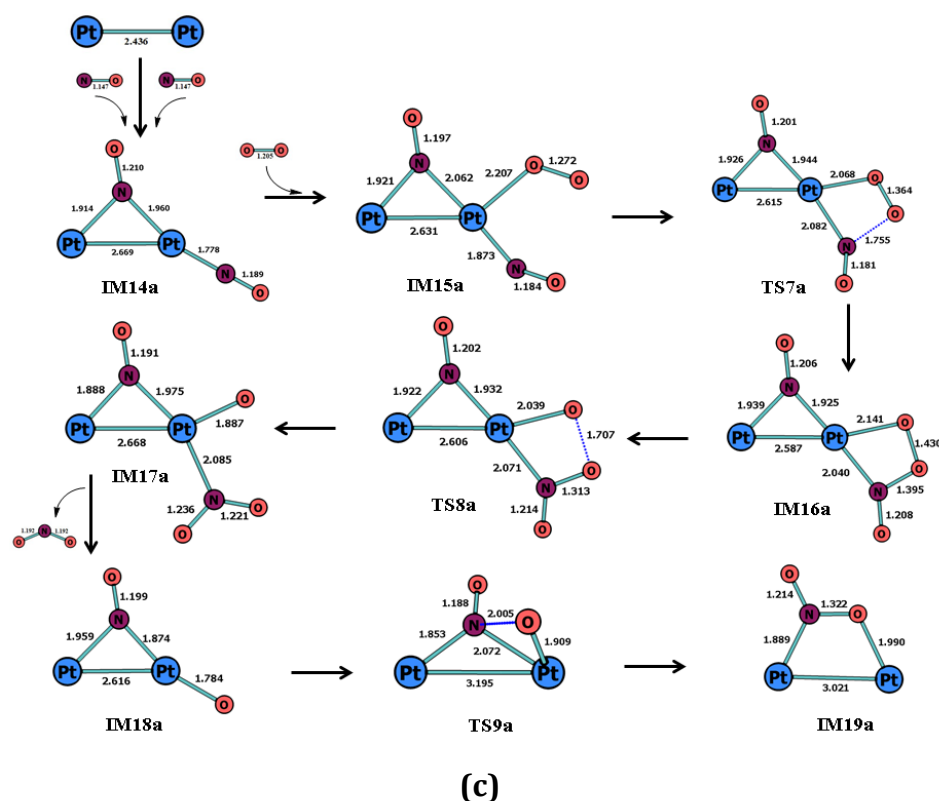 Pt Pt
2.436
N O
1.147
N O
1.147
O
1.210
N
1.914
1.960
Pt Pt
2.669
1.778
N
1.189
O
IM14a
O O
1.205
O
1.197
N
1.921
2.062
2.207
O
1.272
O
Pt Pt
2.631
1.873
N
1.184
O
IM15a
O
1.201
N
1.926
1.944
2.068
O
1.364
O
Pt Pt
2.615
2.082
1.755
N
1.181
O
TS7a
O
1.206
N
1.939
1.925
2.141
O
1.430
O
Pt Pt
2.587
2.040
1.395
N
1.208
O
IM16a
O
1.202
N
1.922
1.932
2.039
O
1.707
O
Pt Pt
2.606
2.071
1.313
N
1.214
O
TS8a
O
1.191
N
1.888
1.975
O
1.887
Pt Pt
2.668
2.085
N
1.236
1.221
O
O
IM17a
1.192 N 1.192
O O
O
1.199
N
1.959
1.874
Pt Pt
2.616
1.784
O
IM18a
O
1.188
2.005
N O
1.853
2.072
1.909
Pt Pt
3.195
TS9a
O
1.214
1.322
N O
1.889
1.990
Pt Pt
3.021
IM19a
(c)